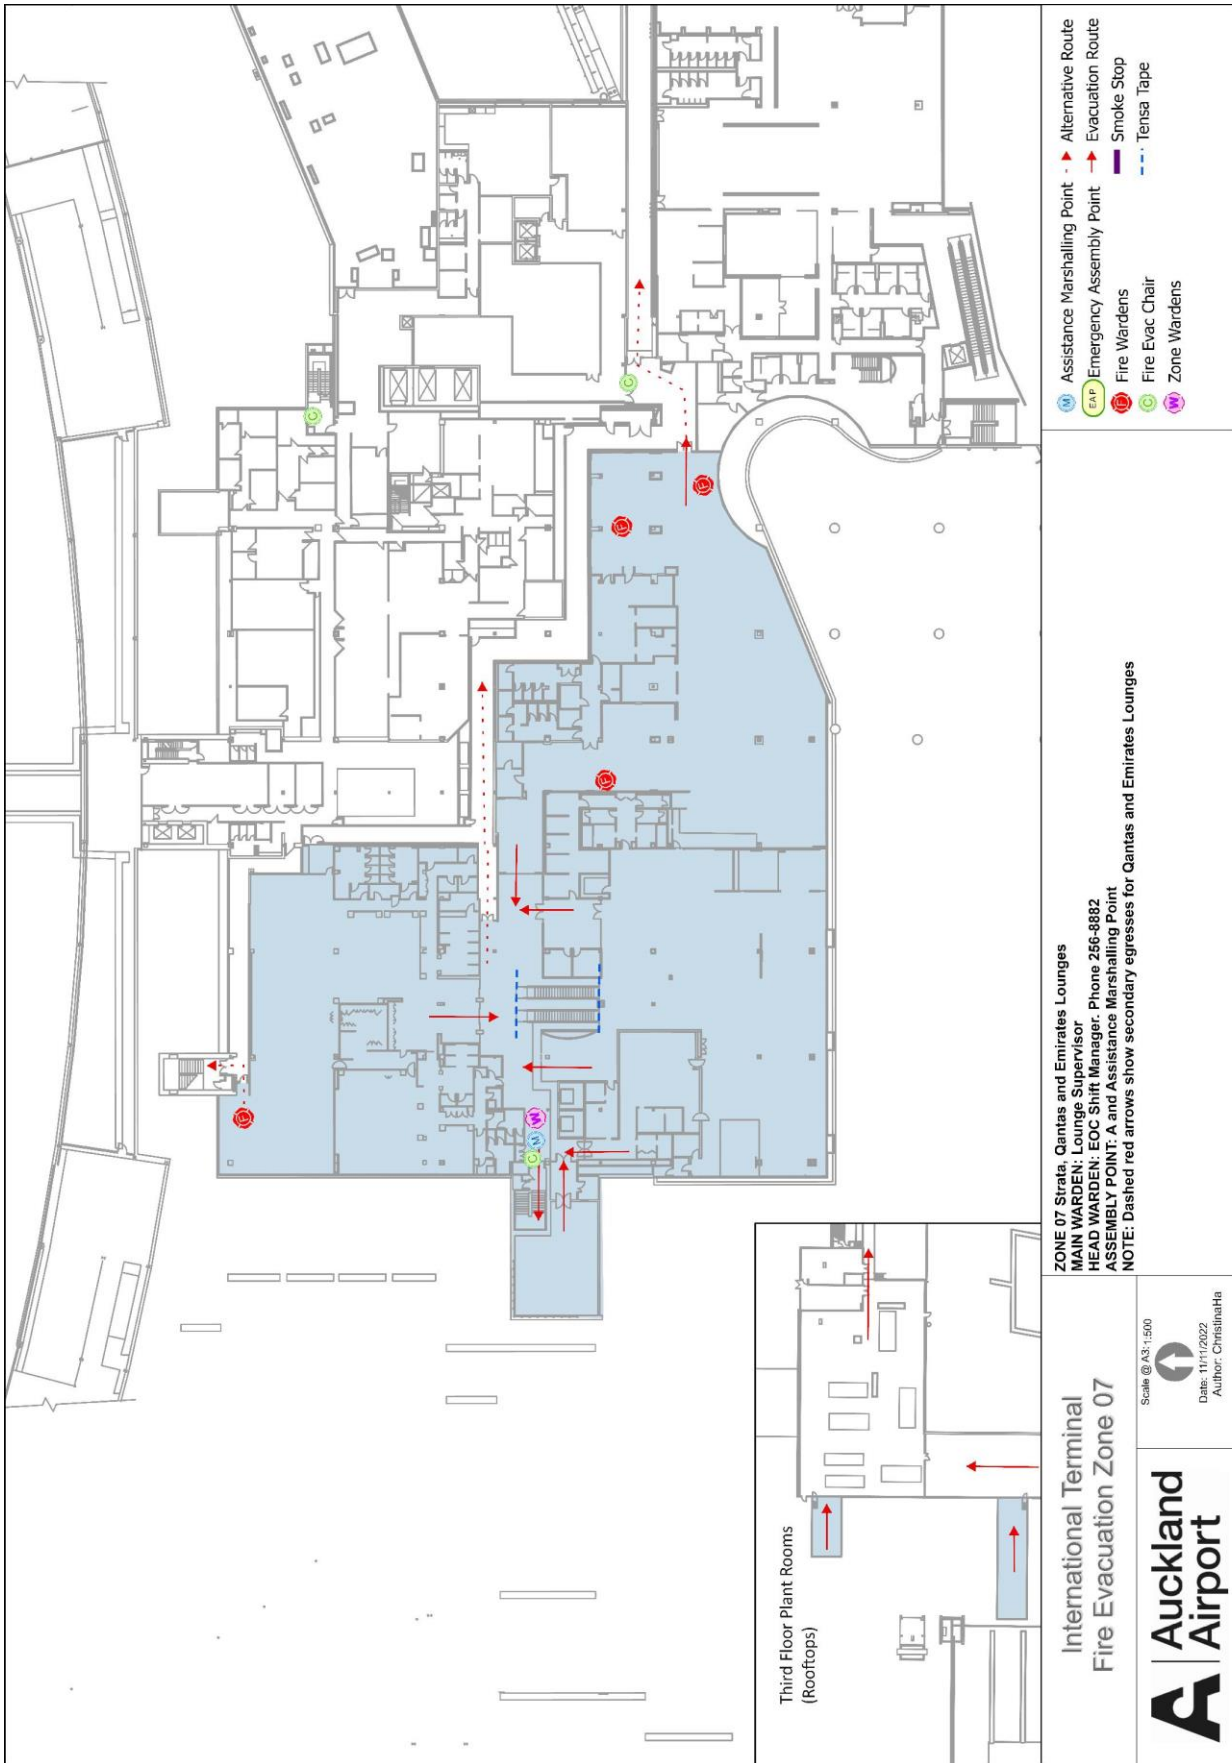 Third Floor Plant Rooms
(Rooftops)
F
F
F
F
C
C
C
M
W
International Terminal
Fire Evacuation Zone 07
A
Auckland
Airport
Scale @ A3:1:500
Date: 11/11/2022
Author: ChristinaHa
ZONE 07 Strata, Qantas and Emirates Lounges
MAIN WARDEN: Lounge Supervisor
HEAD WARDEN: EOC Shift Manager. Phone 256-8882
ASSEMBLY POINT: A and Assistance Marshalling Point
NOTE: Dashed red arrows show secondary egresses for Qantas and Emirates Lounges
M Assistance Marshalling Point
EAP Emergency Assembly Point
F Fire Wardens
C Fire Evac Chair
W Zone Wardens
Alternative Route
Evacuation Route
Smoke Stop
Tensa Tape